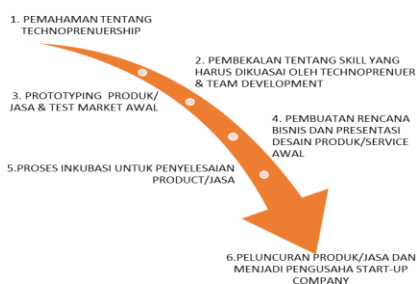 1. PEMAHAMAN TENTANG
TECHNOPRENUERSHIP
2. PEMBEKALAN TENTANG SKILL YANG
HARUS DIKUASAI OLEH TECHNOPRENUER
& TEAM DEVELOPMENT
3. PROTOTYPING PRODUK/
JASA & TEST MARKET AWAL
4. PEMBUATAN RENCANA
BISNIS DAN PRESENTASI
DESAIN PRODUK/SERVICE
AWAL
5.PROSES INKUBASI UNTUK PENYELESAIAN
PRODUCT/JASA
6.PELUNCURAN PRODUK/JASA DAN
MENJADI PENGUSAHA START-UP
COMPANY